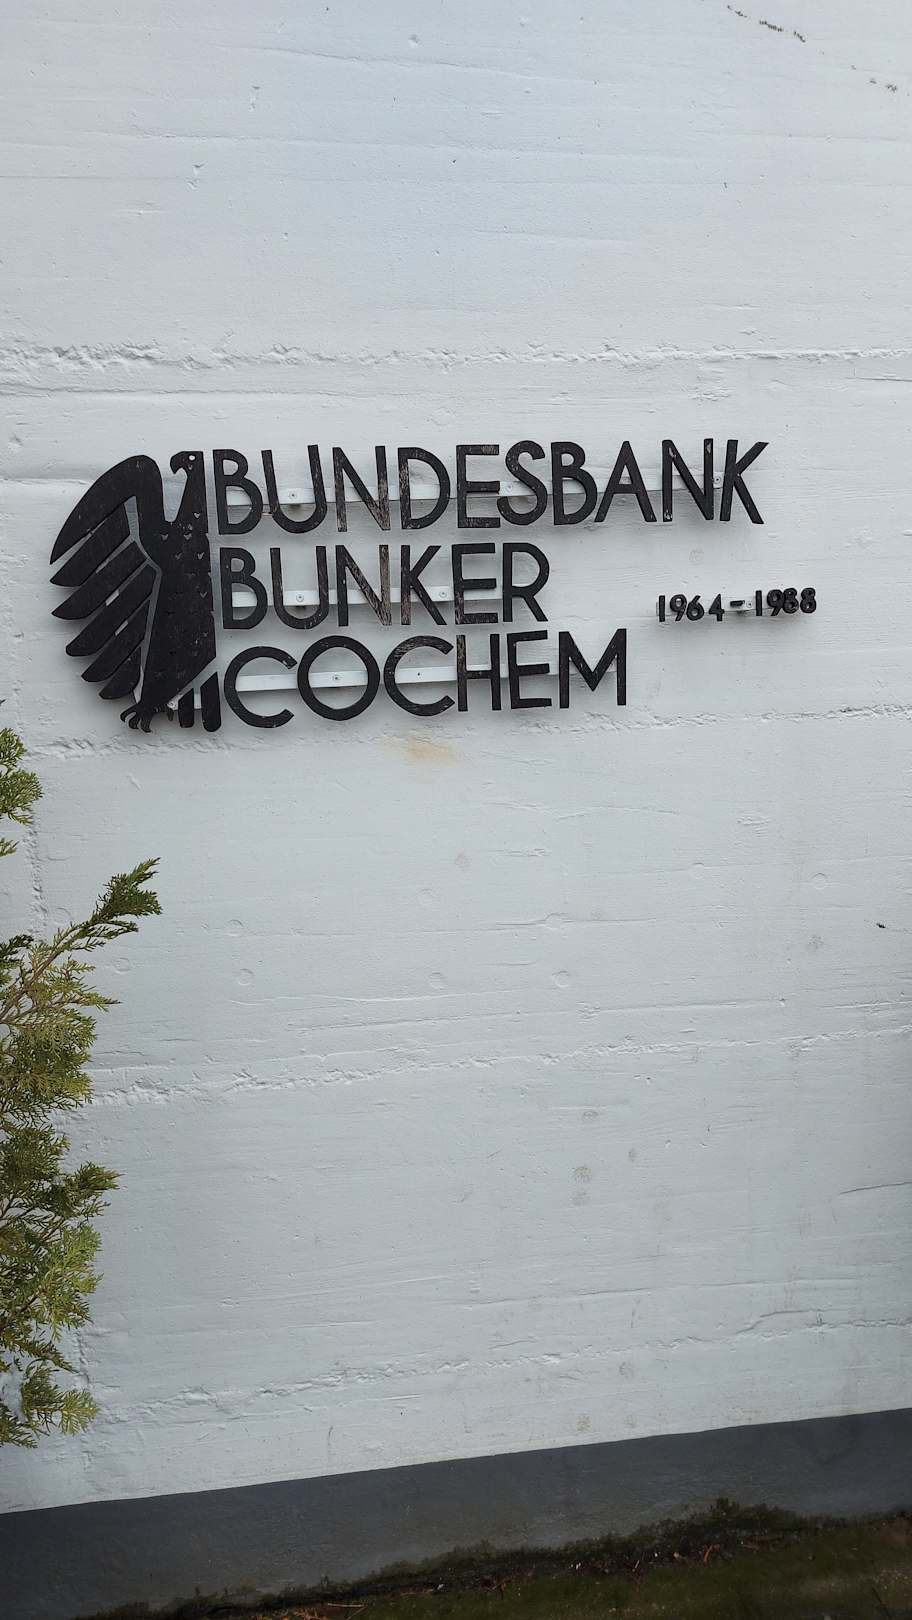 BUNDESBANK
BUNKER
COCHEM
1964-1988